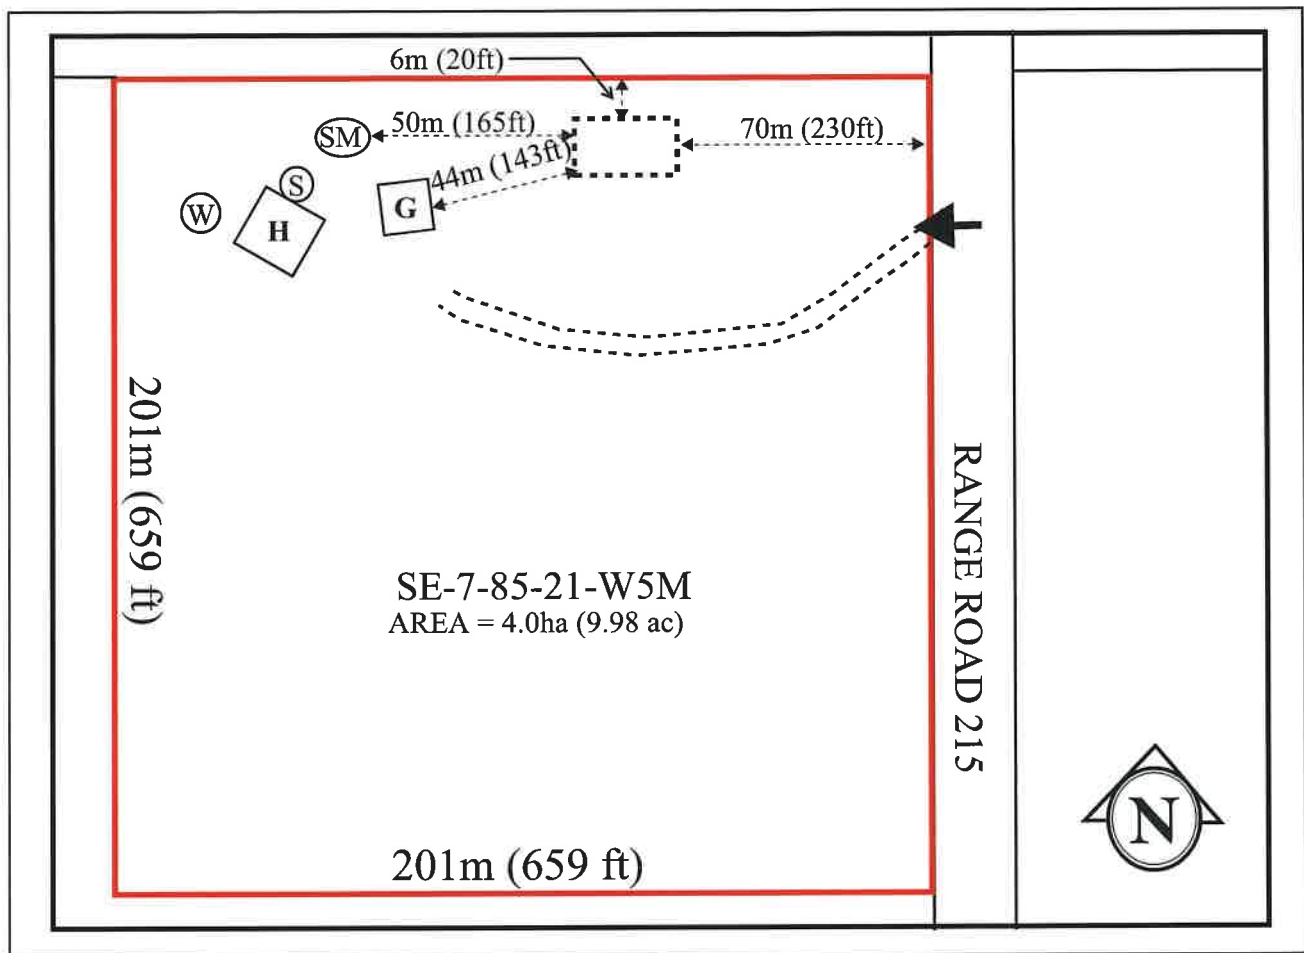 6m (20ft)
SM
50m (165ft)
70m (230ft)
44m (143ft)
S
G
W
H
201m (659 ft)
RANGE ROAD 215
SE-7-85-21-W5M
AREA = 4.0ha (9.98 ac)
N
201m (659 ft)